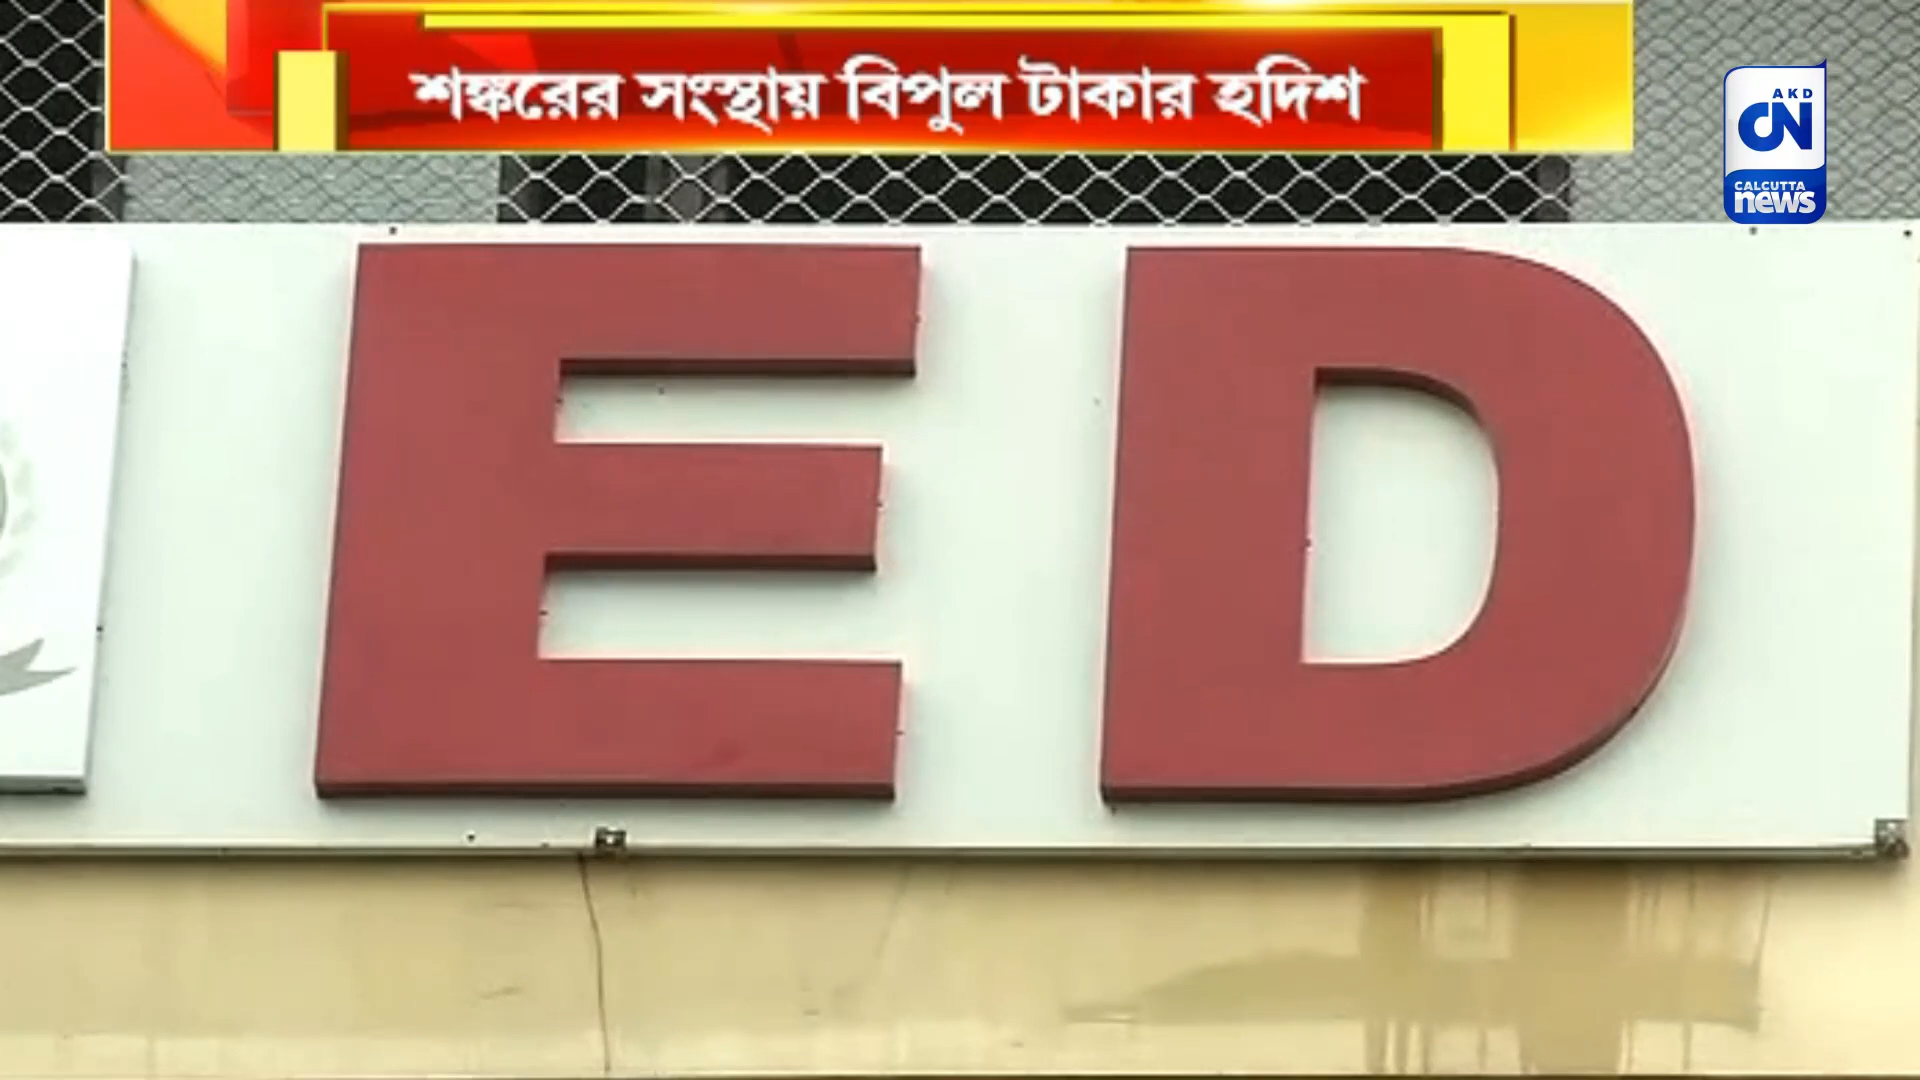 শঙ্করের সংস্থায় বিপুল টাকার হদিশ
AKD
CN
CALCUTTA
news
ED